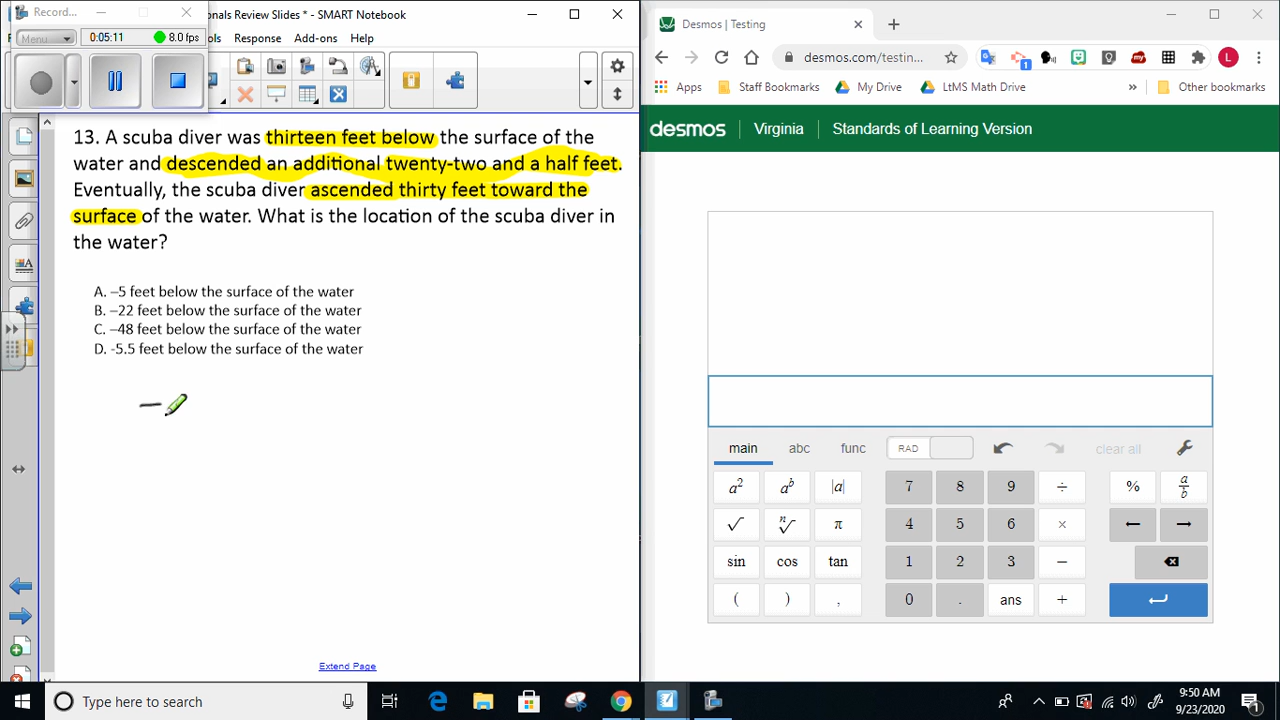 Record...
onals Review Slides * - SMART Notebook
Menu
0:05:11
8.0 fps
ols Response Add-ons Help
13. A scuba diver was thirteen feet below the surface of the
water and descended an additional twenty-two and a half feet.
Eventually, the scuba diver ascended thirty feet toward the
surface of the water. What is the location of the scuba diver in
the water?
A. –5 feet below the surface of the water
B. –22 feet below the surface of the water
C. –48 feet below the surface of the water
D. -5.5 feet below the surface of the water
–
Extend Page
Desmos | Testing
desmos.com/testin...
L
Apps Staff Bookmarks My Drive LtMS Math Drive » Other bookmarks
desmos Virginia Standards of Learning Version
main abc func RAD clear all
a² aᵇ |a| 7 8 9 ÷ % a/b
√ ⁿ√ π 4 5 6 × ← →
sin cos tan 1 2 3 −
( ) , 0 . ans +
Type here to search
9:50 AM
9/23/2020
1